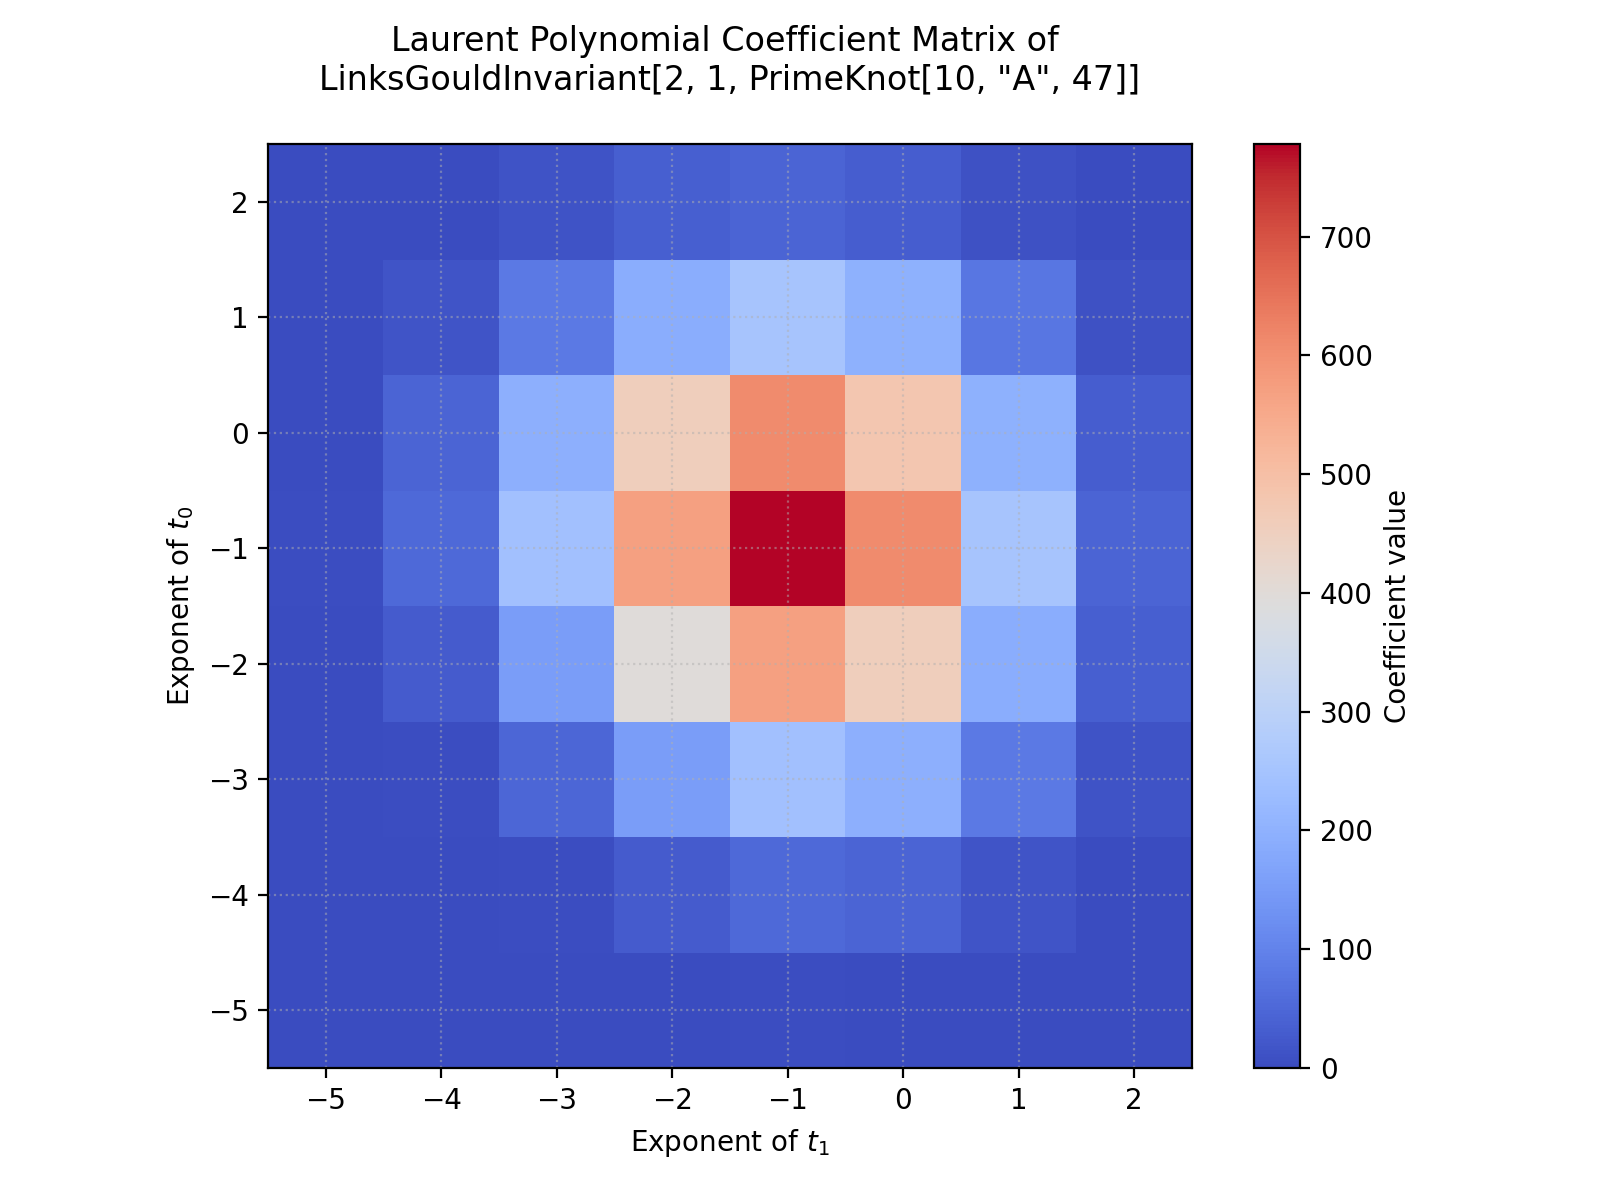 Laurent Polynomial Coefficient Matrix of
LinksGouldInvariant[2, 1, PrimeKnot[10, "A", 47]]
2
1
0
−1
−2
−3
−4
−5
Exponent of t₀
−5 −4 −3 −2 −1 0 1 2
Exponent of t₁
700
600
500
400
300
200
100
0
Coefficient value